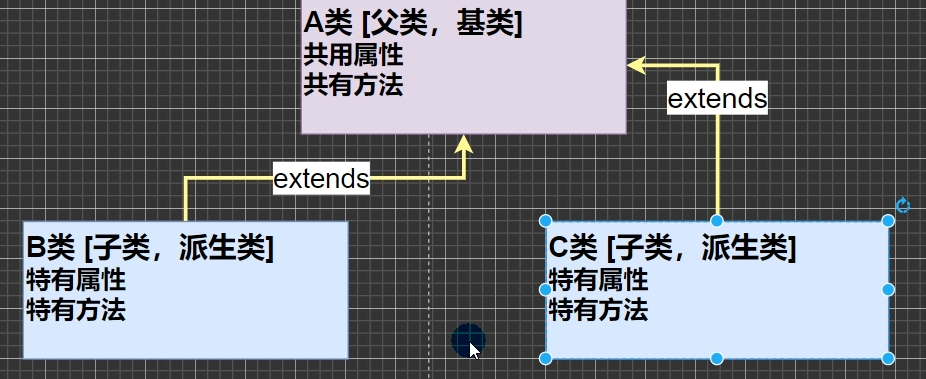 A类 [父类，基类]
共用属性
共有方法
extends
extends
B类 [子类，派生类]
特有属性
特有方法
C类 [子类，派生类]
特有属性
特有方法